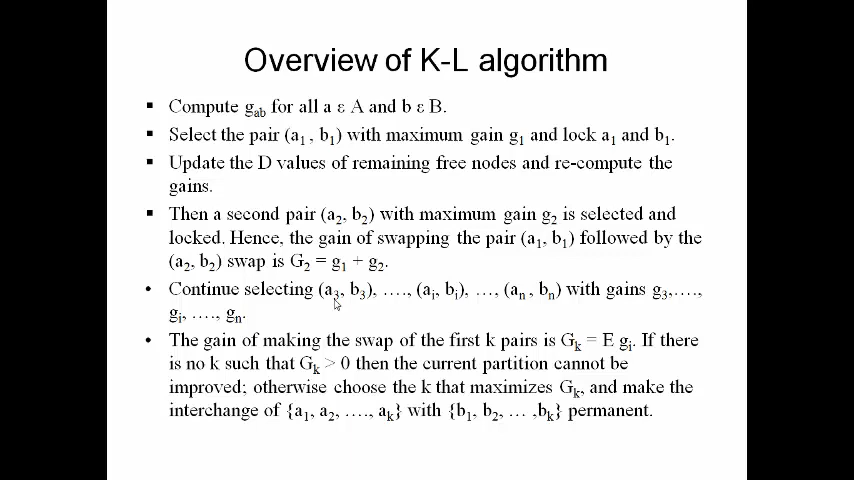 Overview of K-L algorithm
▪ Compute g_ab for all a ε A and b ε B.
▪ Select the pair (a₁ , b₁) with maximum gain g₁ and lock a₁ and b₁.
▪ Update the D values of remaining free nodes and re-compute the
gains.
▪ Then a second pair (a₂, b₂) with maximum gain g₂ is selected and
locked. Hence, the gain of swapping the pair (a₁, b₁) followed by the
(a₂, b₂) swap is G₂ = g₁ + g₂.
• Continue selecting (a₃, b₃), …., (aᵢ, bᵢ), …, (aₙ , bₙ) with gains g₃,….,
gᵢ, …., gₙ.
• The gain of making the swap of the first k pairs is Gₖ = E gᵢ. If there
is no k such that Gₖ > 0 then the current partition cannot be
improved; otherwise choose the k that maximizes Gₖ, and make the
interchange of {a₁, a₂, …., aₖ} with {b₁, b₂, … ,bₖ} permanent.